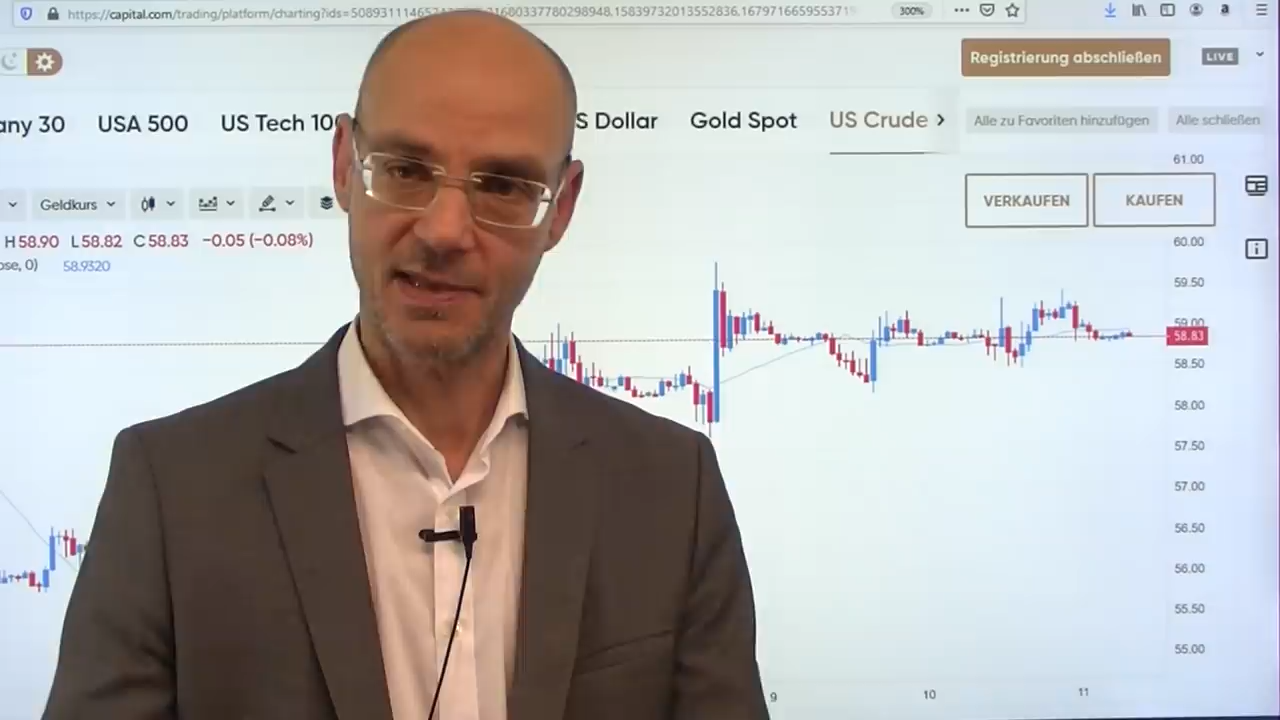 https://capital.com/trading/platform/charting?ids=
300%
Registrierung abschließen
LIVE
any 30
USA 500
US Tech 10
S Dollar
Gold Spot
US Crude
Alle zu Favoriten hinzufügen
Alle schließen
Geldkurs
VERKAUFEN
KAUFEN
H58.90 L58.82 C58.83 −0.05 (−0.08%)
ose, 0) 58.9320
61.00
60.00
59.50
59.00
58.83
58.50
58.00
57.50
57.00
56.50
56.00
55.50
55.00
9
10
11